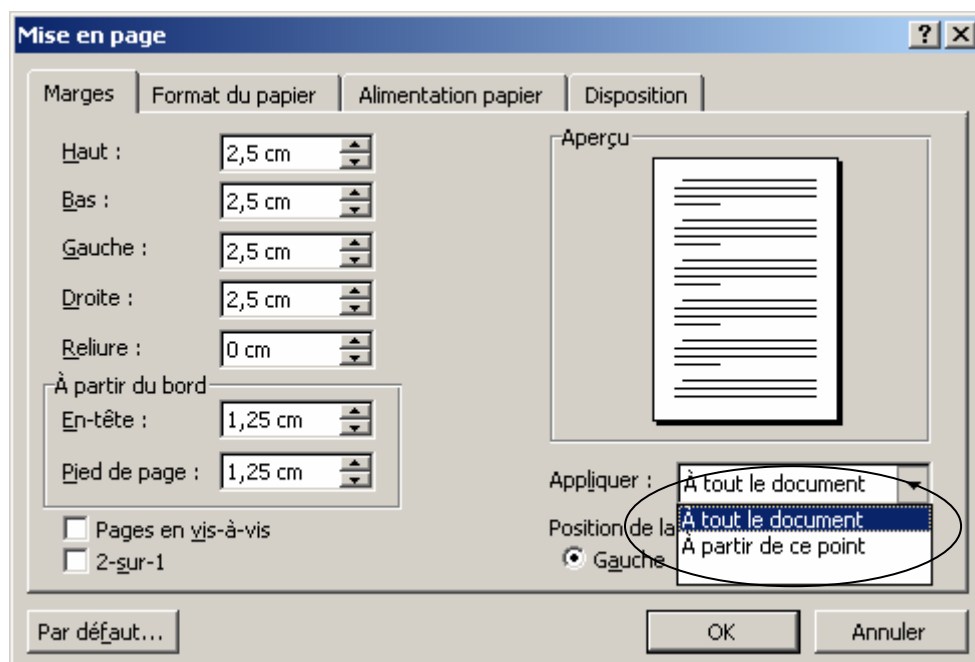 Mise en page
Marges Format du papier Alimentation papier Disposition
Haut : 2,5 cm
Bas : 2,5 cm
Gauche : 2,5 cm
Droite : 2,5 cm
Reliure : 0 cm
À partir du bord
En-tête : 1,25 cm
Pied de page : 1,25 cm
Pages en vis-à-vis
2-sur-1
Aperçu
Appliquer : À tout le document
À tout le document
À partir de ce point
Position de la
Gauche
Par défaut... OK Annuler